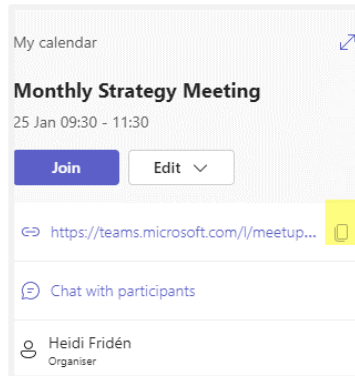 My calendar
Monthly Strategy Meeting
25 Jan 09:30 - 11:30
Join Edit
https://teams.microsoft.com/l/meetup...
Chat with participants
Heidi Fridén
Organiser